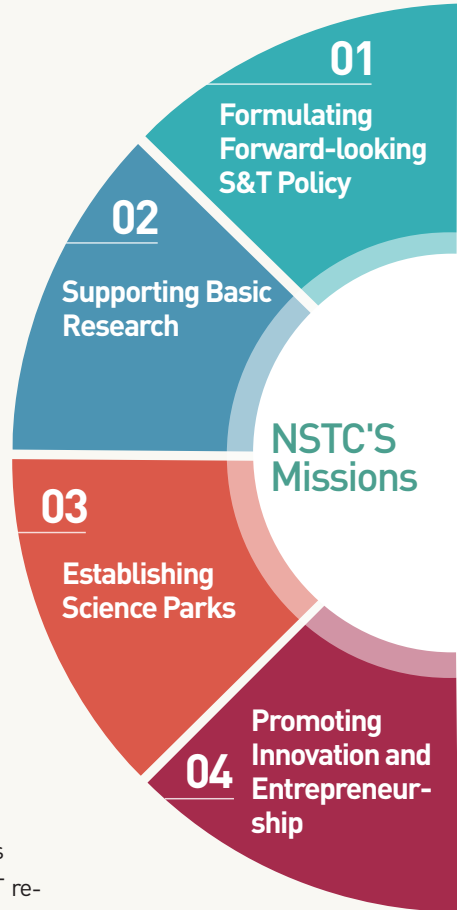 01
Formulating
Forward-looking
S&T Policy
02
Supporting Basic
Research
NSTC'S
Missions
03
Establishing
Science Parks
04
Promoting
Innovation and
Entrepreneur-
ship
re-